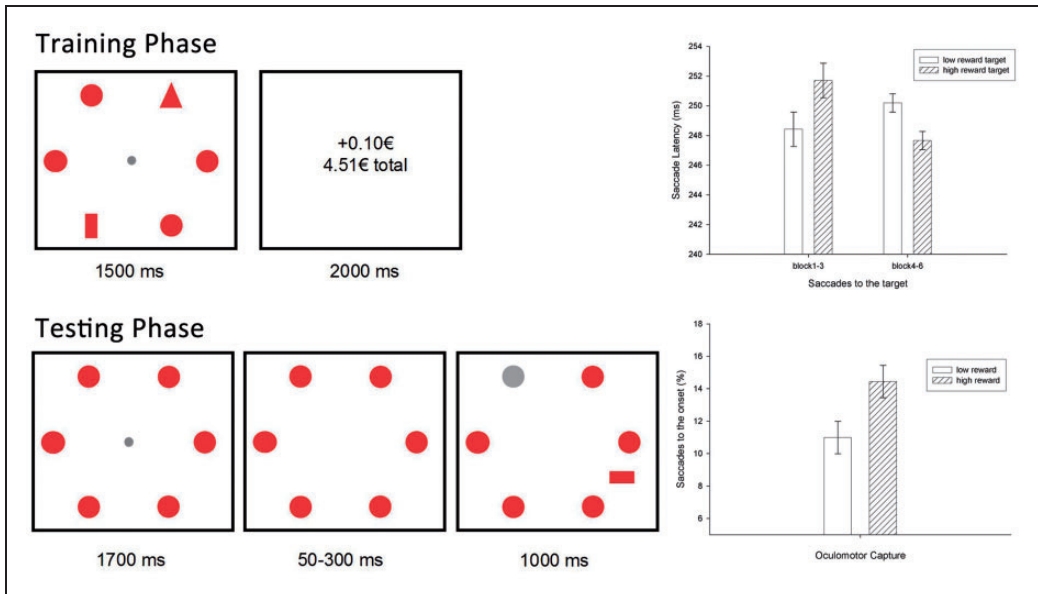 Training Phase
+0.10€
4.51€ total
1500 ms
2000 ms
Saccade Latency (ms)
254
252
250
248
246
244
242
240
low reward target
high reward target
block1-3
block4-6
Saccades to the target
Testing Phase
1700 ms
50-300 ms
1000 ms
Saccades to the onset (%)
18
16
14
12
10
8
6
low reward
high reward
Oculomotor Capture